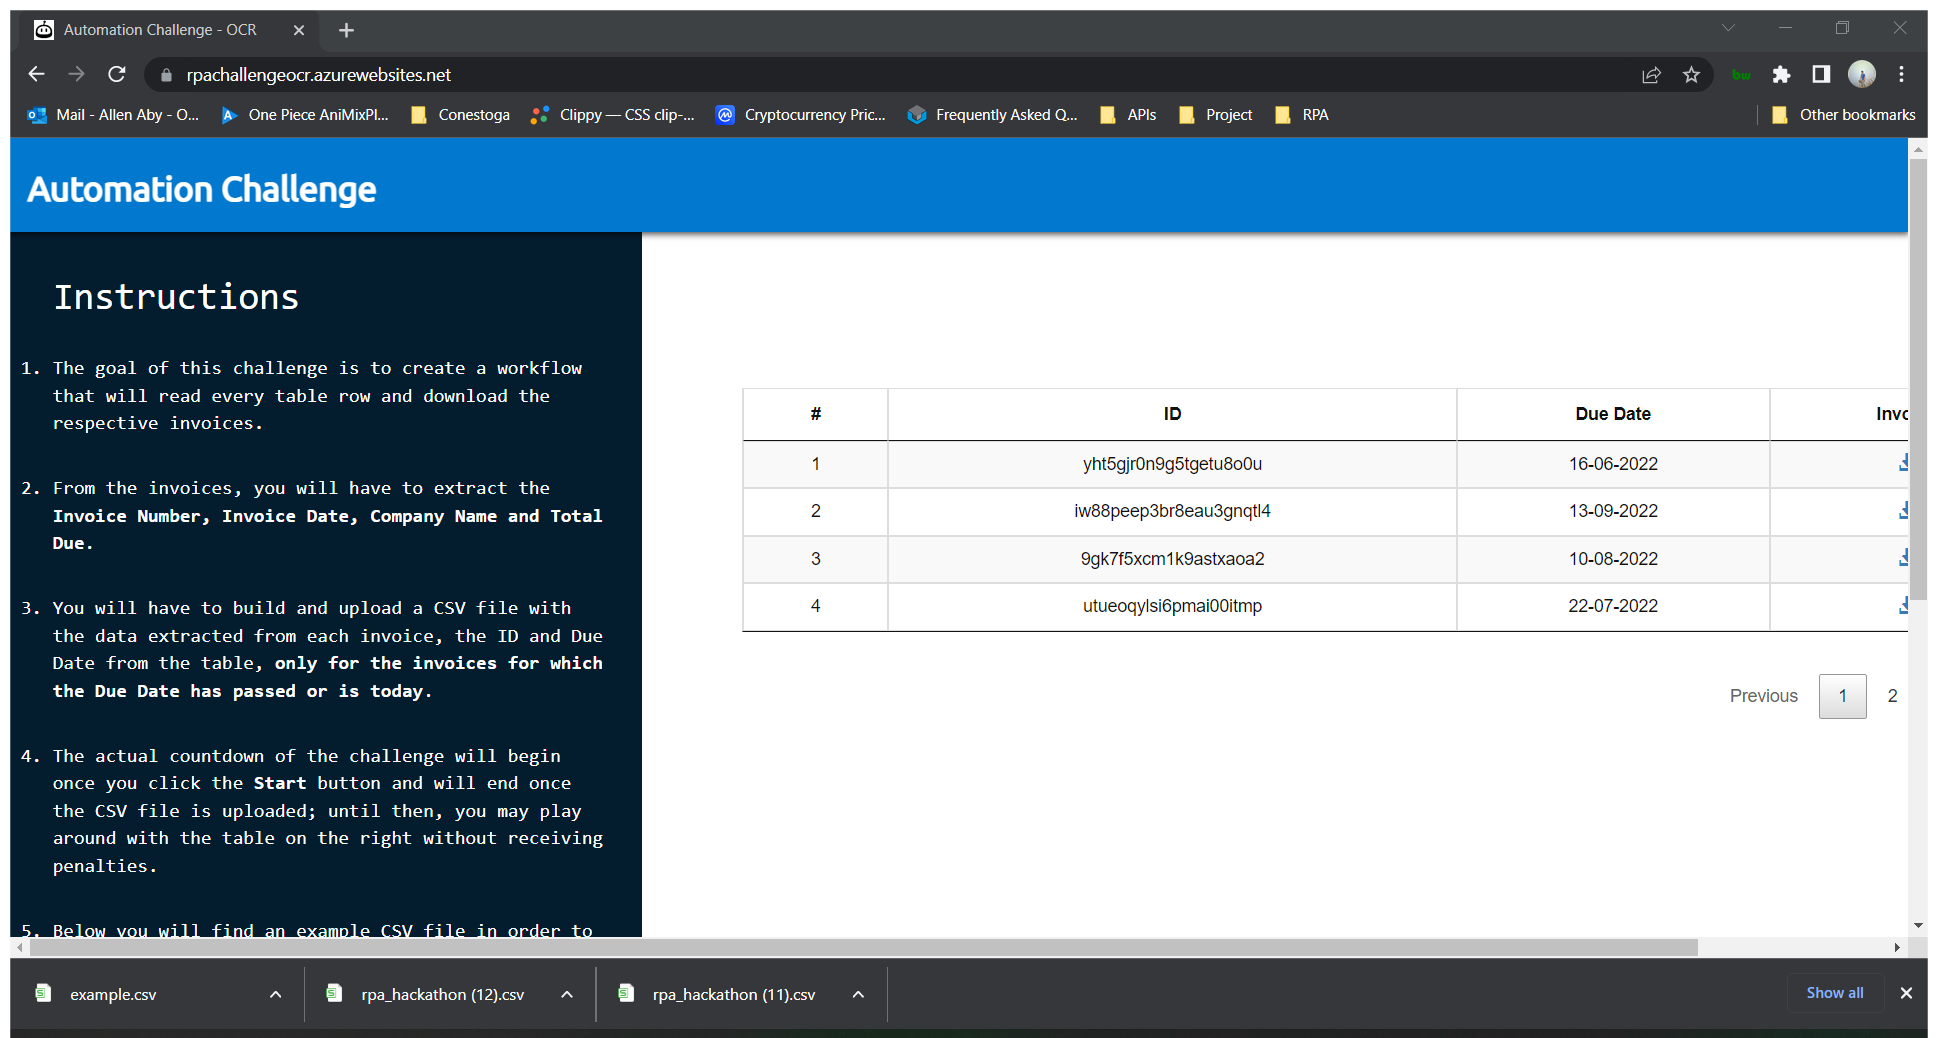 Automation Challenge - OCR
rpachallengeocr.azurewebsites.net
bw
Mail - Allen Aby - O...
One Piece AniMixPl...
Conestoga
Clippy — CSS clip-...
Cryptocurrency Pric...
Frequently Asked Q...
APIs
Project
RPA
Other bookmarks
Automation Challenge
Instructions
1. The goal of this challenge is to create a workflow
that will read every table row and download the
respective invoices.
2. From the invoices, you will have to extract the
Invoice Number, Invoice Date, Company Name and Total
Due.
3. You will have to build and upload a CSV file with
the data extracted from each invoice, the ID and Due
Date from the table, only for the invoices for which
the Due Date has passed or is today.
4. The actual countdown of the challenge will begin
once you click the Start button and will end once
the CSV file is uploaded; until then, you may play
around with the table on the right without receiving
penalties.
5. Below you will find an example CSV file in order to
# ID Due Date Invo
1 yht5gjr0n9g5tgetu8o0u 16-06-2022
2 iw88peep3br8eau3gnqtl4 13-09-2022
3 9gk7f5xcm1k9astxaoa2 10-08-2022
4 utueoqylsi6pmai00itmp 22-07-2022
Previous 1 2
example.csv
rpa_hackathon (12).csv
rpa_hackathon (11).csv
Show all